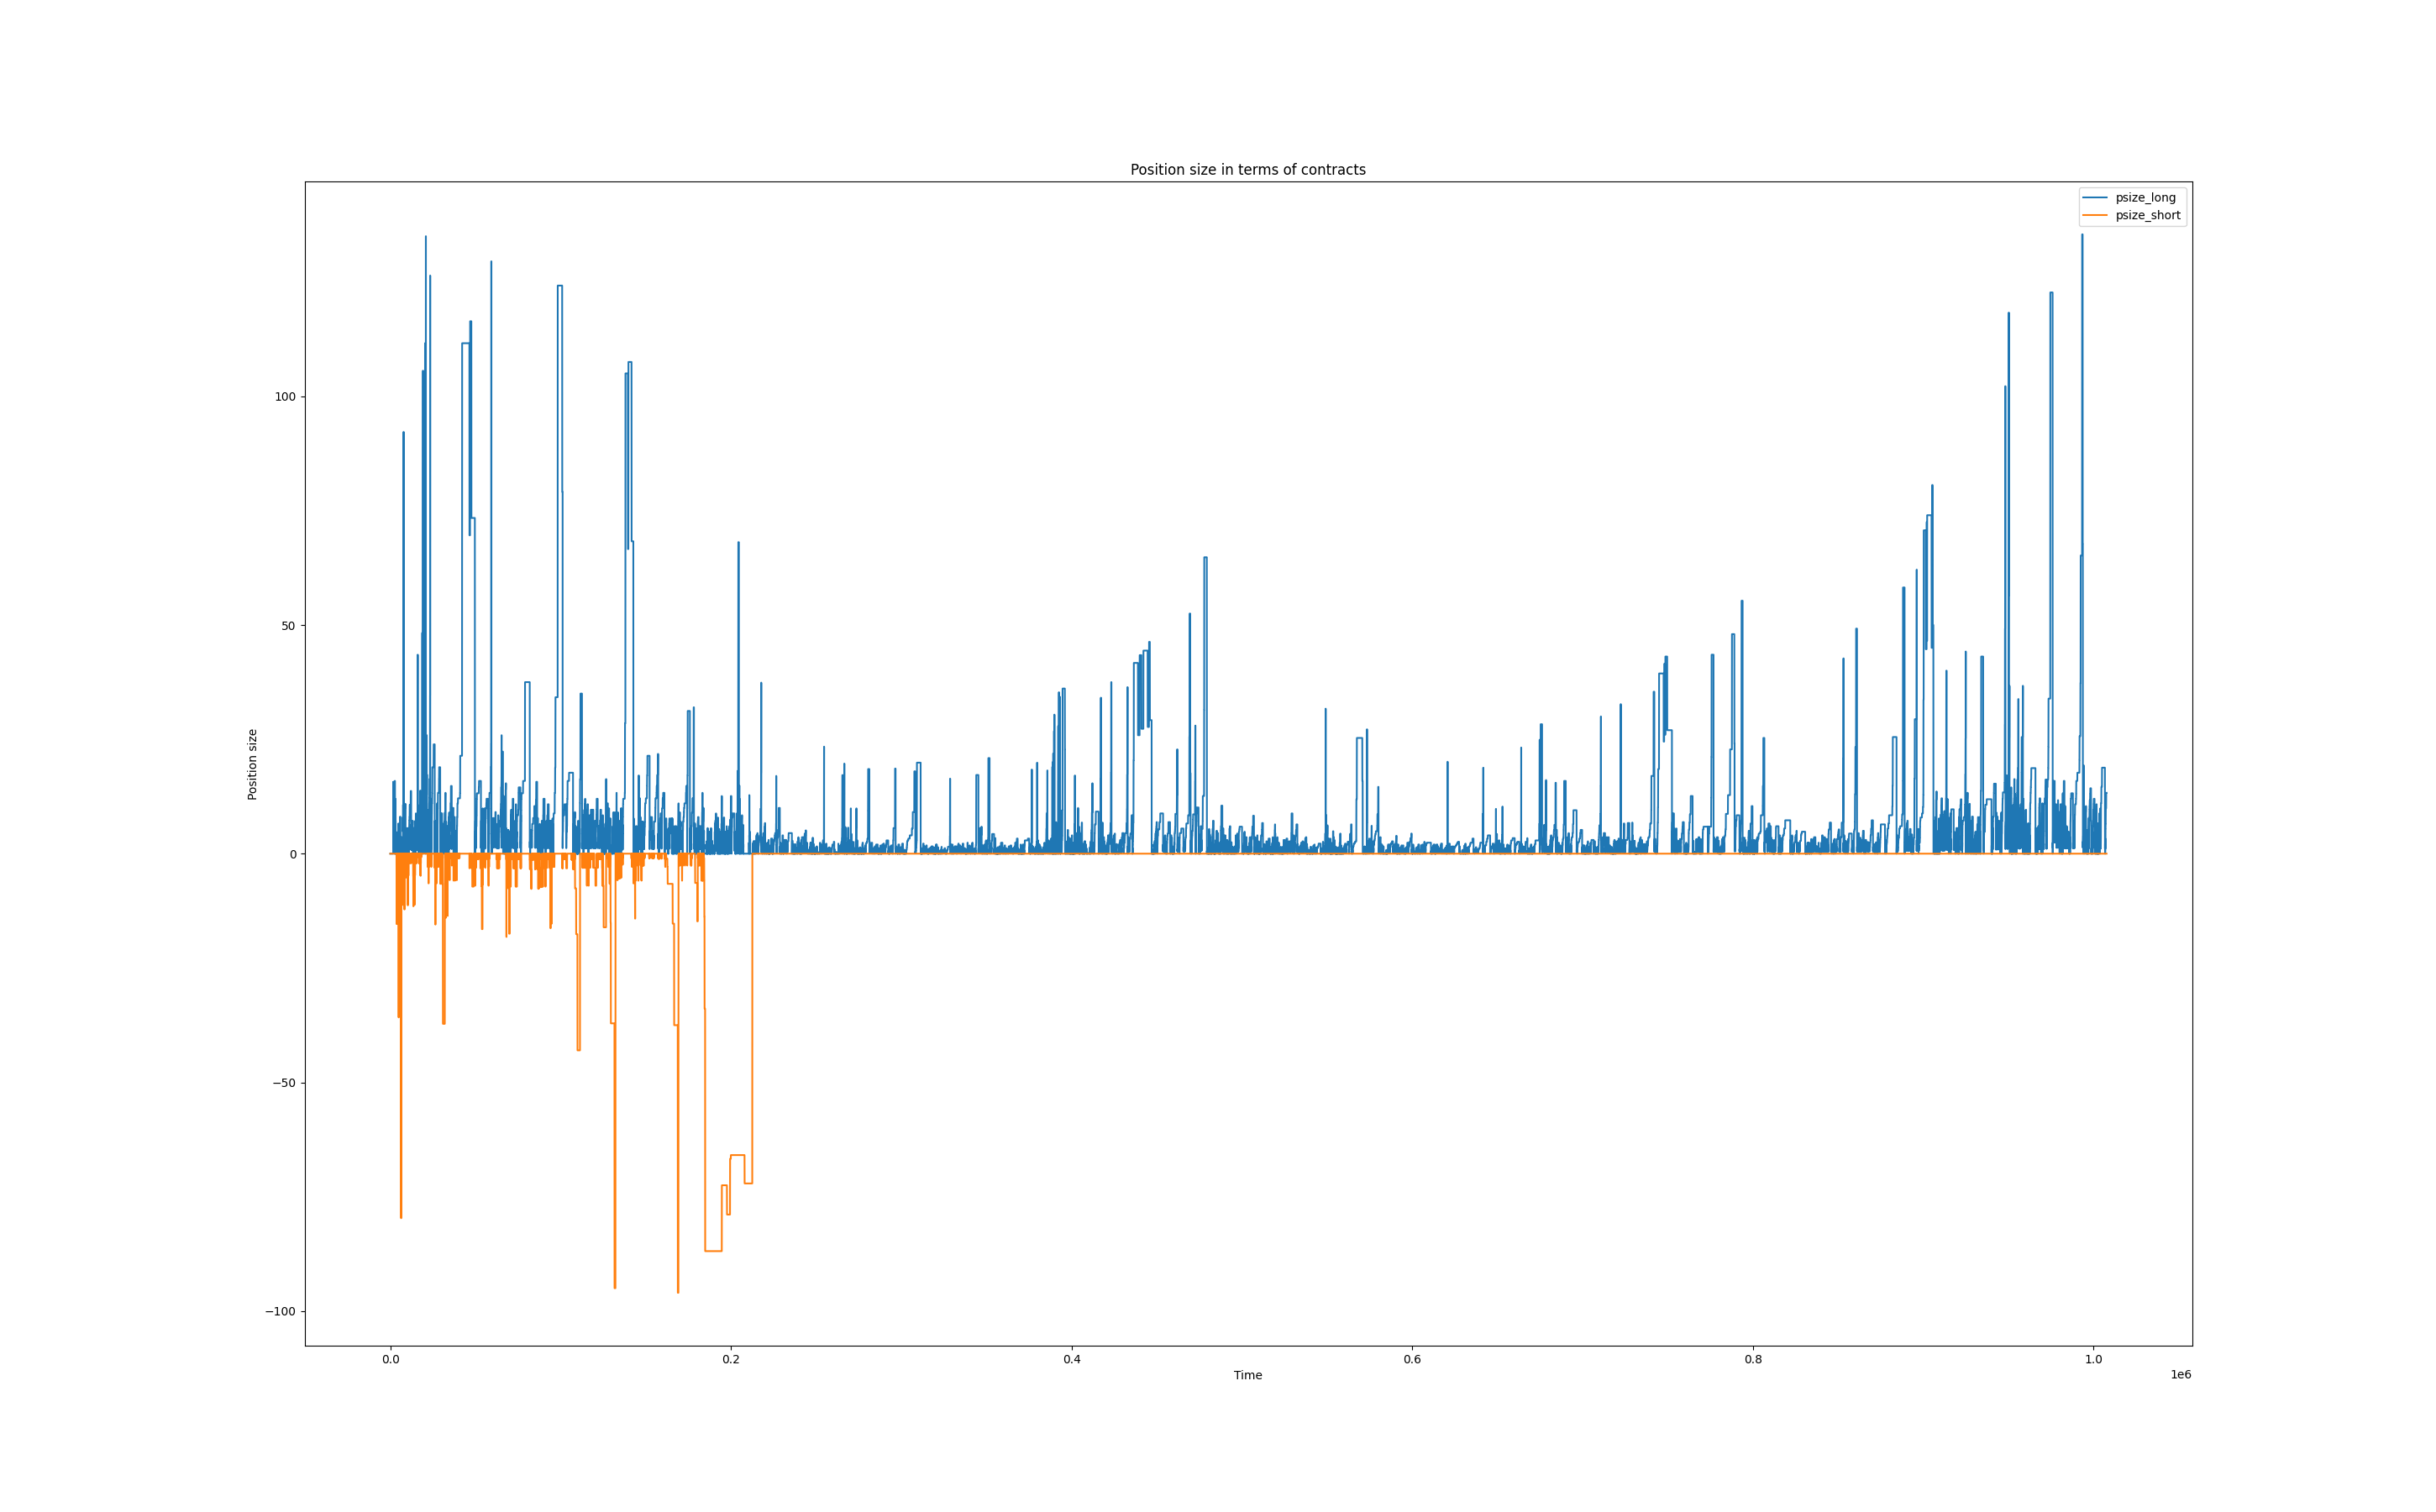 Position size in terms of contracts
psize_long
psize_short
Position size
100
50
0
−50
−100
0.0
0.2
0.4
0.6
0.8
1.0
1e6
Time